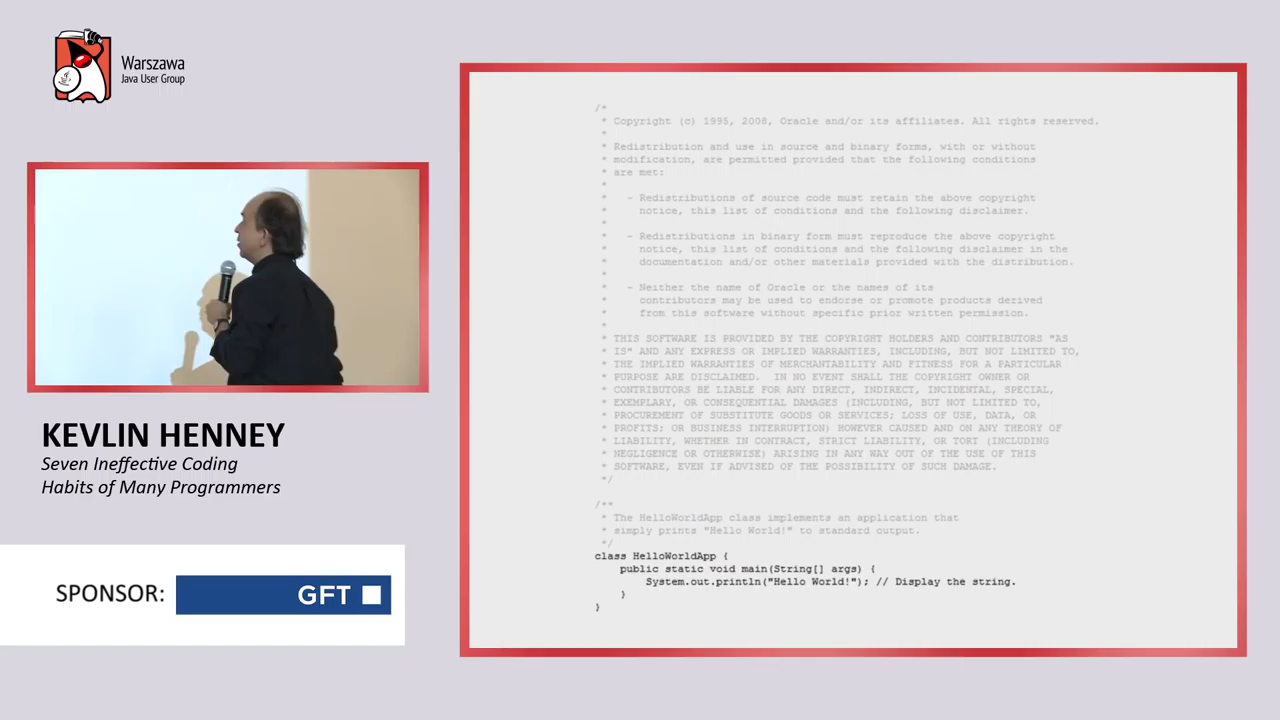 Warszawa
Java User Group
KEVLIN HENNEY
Seven Ineffective Coding
Habits of Many Programmers
SPONSOR:
GFT
/*
 * Copyright (c) 1995, 2008, Oracle and/or its affiliates. All rights reserved.
 *
 * Redistribution and use in source and binary forms, with or without
 * modification, are permitted provided that the following conditions
 * are met:
 *
 *   - Redistributions of source code must retain the above copyright
 *     notice, this list of conditions and the following disclaimer.
 *
 *   - Redistributions in binary form must reproduce the above copyright
 *     notice, this list of conditions and the following disclaimer in the
 *     documentation and/or other materials provided with the distribution.
 *
 *   - Neither the name of Oracle or the names of its
 *     contributors may be used to endorse or promote products derived
 *     from this software without specific prior written permission.
 *
 * THIS SOFTWARE IS PROVIDED BY THE COPYRIGHT HOLDERS AND CONTRIBUTORS "AS
 * IS" AND ANY EXPRESS OR IMPLIED WARRANTIES, INCLUDING, BUT NOT LIMITED TO,
 * THE IMPLIED WARRANTIES OF MERCHANTABILITY AND FITNESS FOR A PARTICULAR
 * PURPOSE ARE DISCLAIMED.  IN NO EVENT SHALL THE COPYRIGHT OWNER OR
 * CONTRIBUTORS BE LIABLE FOR ANY DIRECT, INDIRECT, INCIDENTAL, SPECIAL,
 * EXEMPLARY, OR CONSEQUENTIAL DAMAGES (INCLUDING, BUT NOT LIMITED TO,
 * PROCUREMENT OF SUBSTITUTE GOODS OR SERVICES; LOSS OF USE, DATA, OR
 * PROFITS; OR BUSINESS INTERRUPTION) HOWEVER CAUSED AND ON ANY THEORY OF
 * LIABILITY, WHETHER IN CONTRACT, STRICT LIABILITY, OR TORT (INCLUDING
 * NEGLIGENCE OR OTHERWISE) ARISING IN ANY WAY OUT OF THE USE OF THIS
 * SOFTWARE, EVEN IF ADVISED OF THE POSSIBILITY OF SUCH DAMAGE.
 */
/**
 * The HelloWorldApp class implements an application that
 * simply prints "Hello World!" to standard output.
 */
class HelloWorldApp {
    public static void main(String[] args) {
        System.out.println("Hello World!"); // Display the string.
    }
}